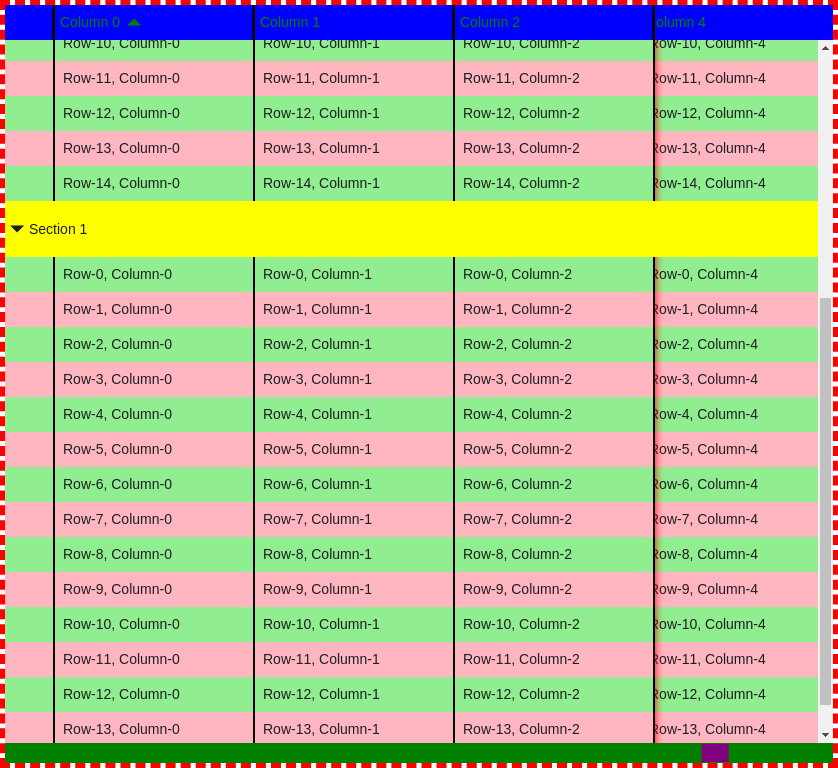 Column 0 Column 1 Column 2 olumn 4
Row-10, Column-0 Row-10, Column-1 Row-10, Column-2 Row-10, Column-4
Row-11, Column-0 Row-11, Column-1 Row-11, Column-2 Row-11, Column-4
Row-12, Column-0 Row-12, Column-1 Row-12, Column-2 Row-12, Column-4
Row-13, Column-0 Row-13, Column-1 Row-13, Column-2 Row-13, Column-4
Row-14, Column-0 Row-14, Column-1 Row-14, Column-2 Row-14, Column-4
Section 1
Row-0, Column-0 Row-0, Column-1 Row-0, Column-2 Row-0, Column-4
Row-1, Column-0 Row-1, Column-1 Row-1, Column-2 Row-1, Column-4
Row-2, Column-0 Row-2, Column-1 Row-2, Column-2 Row-2, Column-4
Row-3, Column-0 Row-3, Column-1 Row-3, Column-2 Row-3, Column-4
Row-4, Column-0 Row-4, Column-1 Row-4, Column-2 Row-4, Column-4
Row-5, Column-0 Row-5, Column-1 Row-5, Column-2 Row-5, Column-4
Row-6, Column-0 Row-6, Column-1 Row-6, Column-2 Row-6, Column-4
Row-7, Column-0 Row-7, Column-1 Row-7, Column-2 Row-7, Column-4
Row-8, Column-0 Row-8, Column-1 Row-8, Column-2 Row-8, Column-4
Row-9, Column-0 Row-9, Column-1 Row-9, Column-2 Row-9, Column-4
Row-10, Column-0 Row-10, Column-1 Row-10, Column-2 Row-10, Column-4
Row-11, Column-0 Row-11, Column-1 Row-11, Column-2 Row-11, Column-4
Row-12, Column-0 Row-12, Column-1 Row-12, Column-2 Row-12, Column-4
Row-13, Column-0 Row-13, Column-1 Row-13, Column-2 Row-13, Column-4